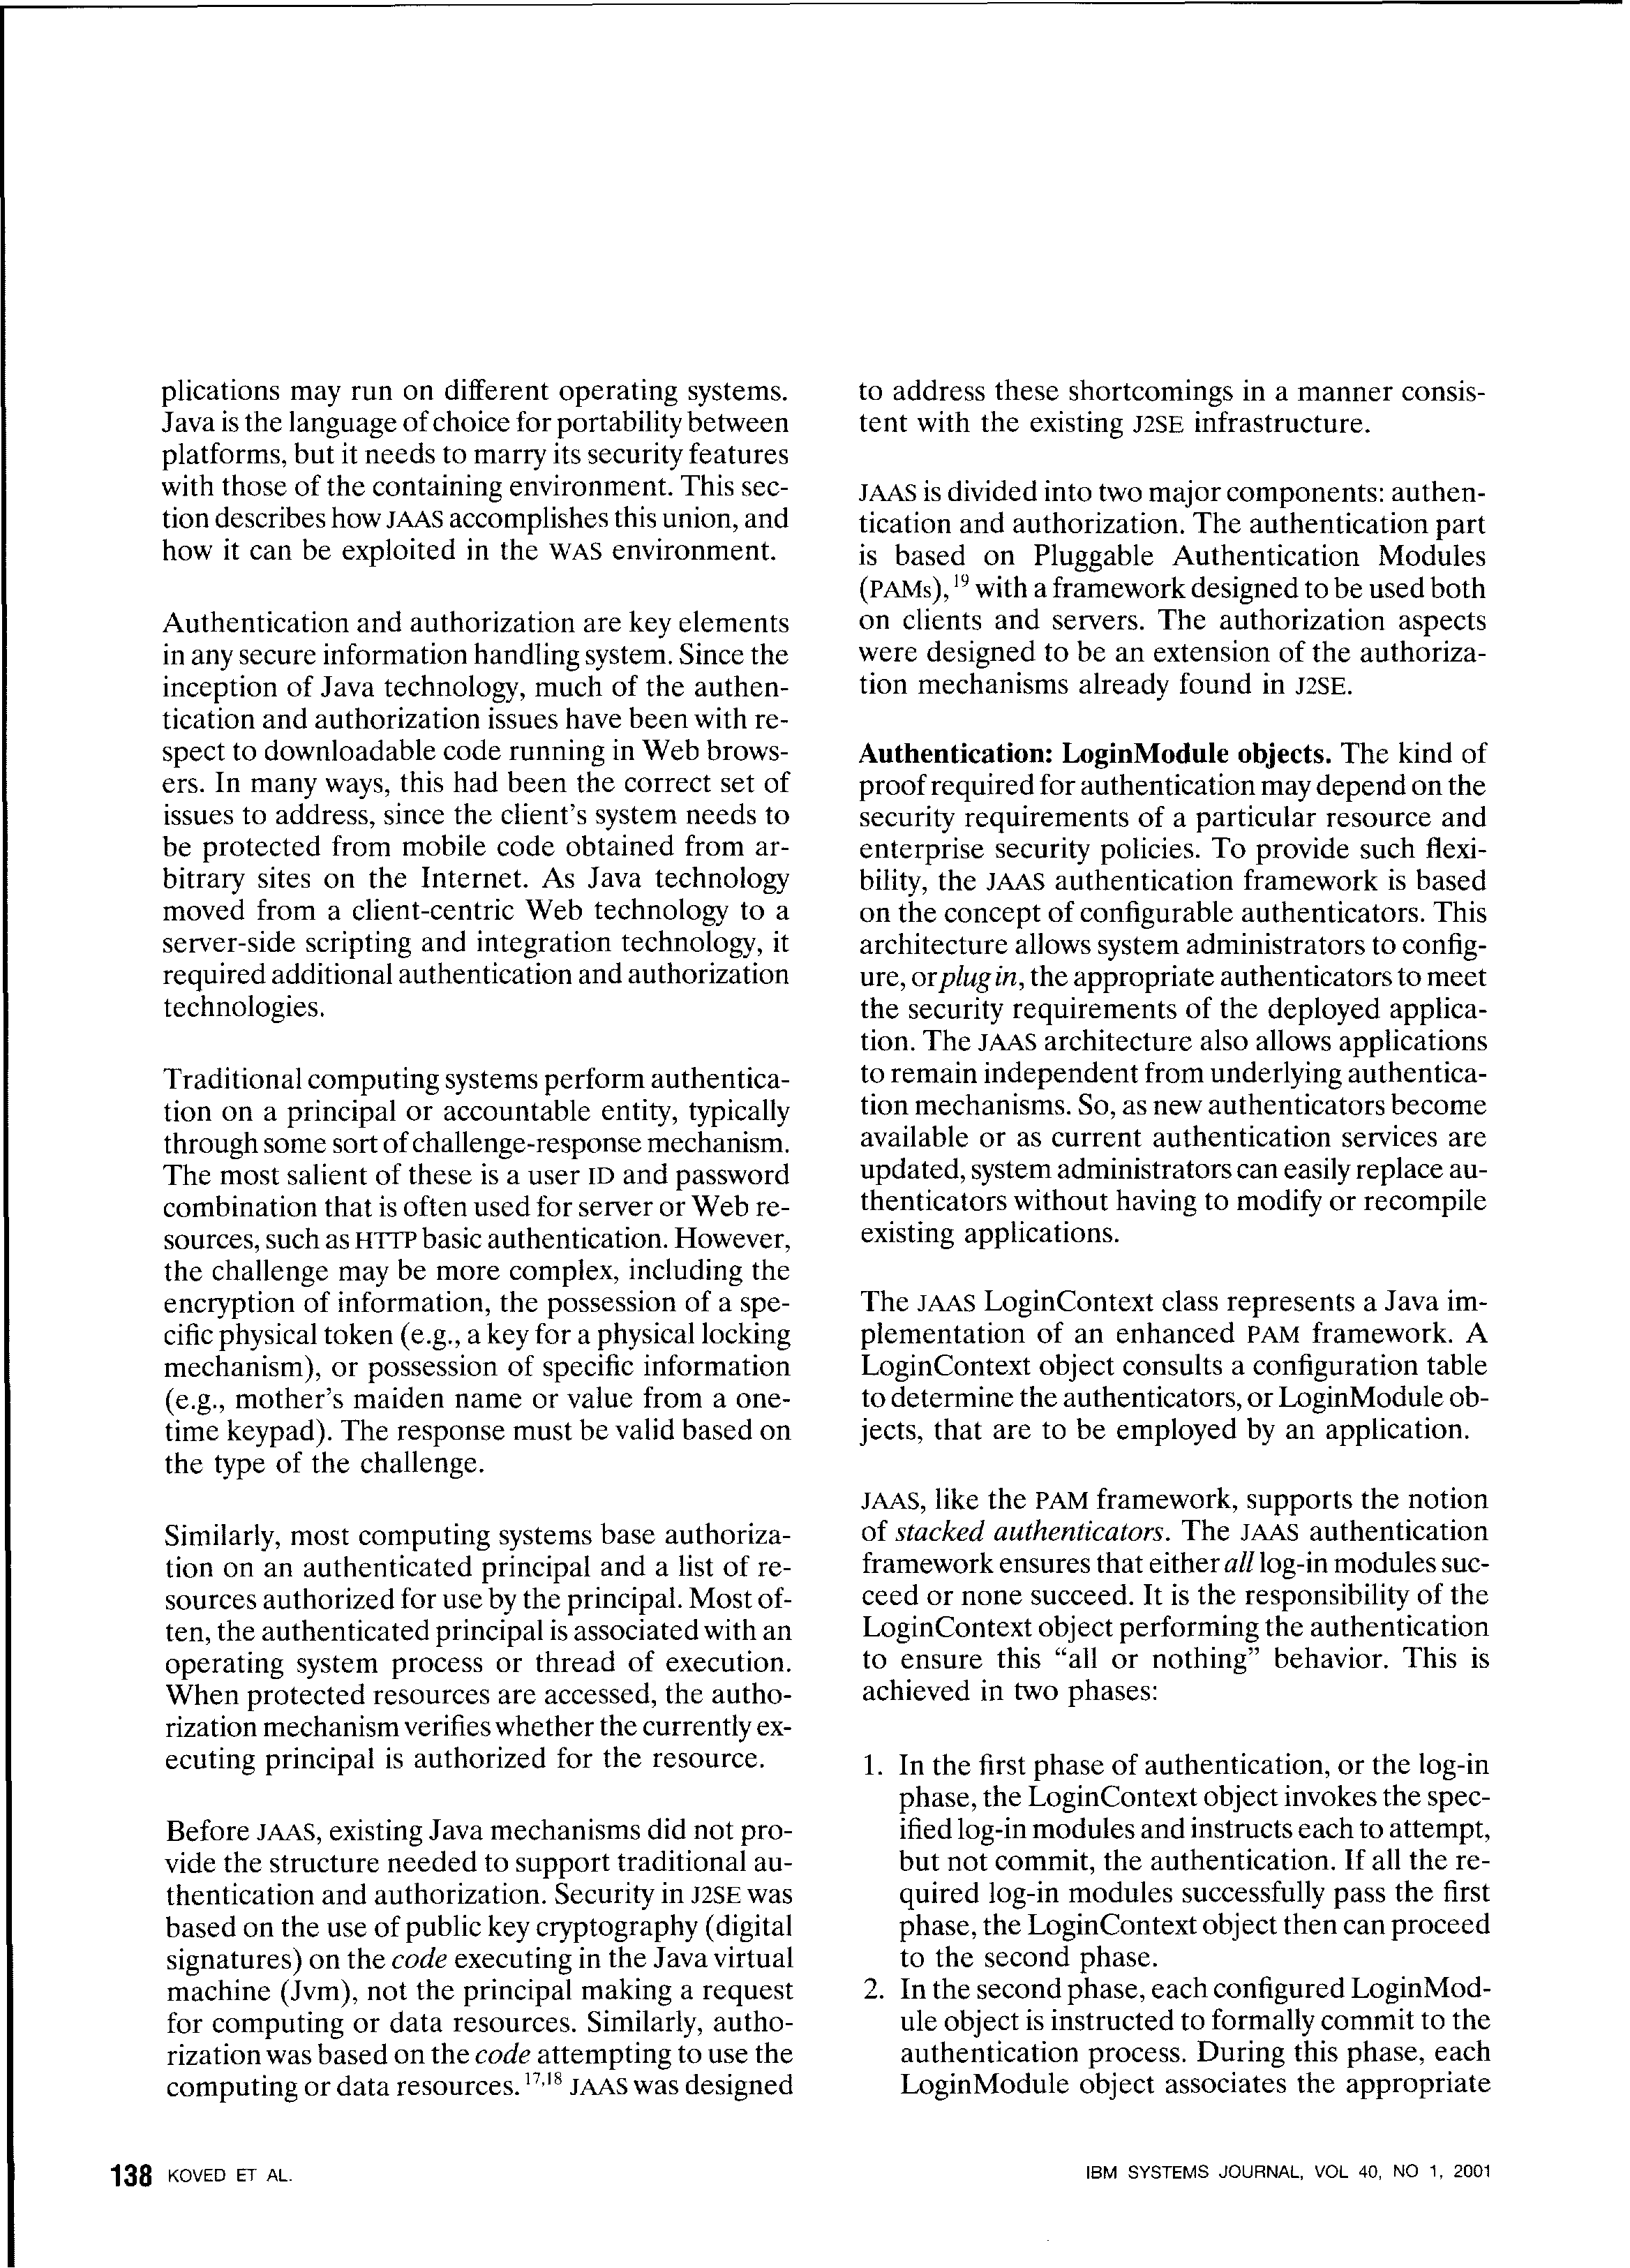 plications may run on different operating systems.
Java is the language of choice for portability between
platforms, but it needs to marry its security features
with those of the containing environment. This sec-
tion describes how JAAS accomplishes this union, and
how it can be exploited in the WAS environment.
Authentication and authorization are key elements
in any secure information handling system. Since the
inception of Java technology, much of the authen-
tication and authorization issues have been with re-
spect to downloadable code running in Web brows-
ers. In many ways, this had been the correct set of
issues to address, since the client's system needs to
be protected from mobile code obtained from ar-
bitrary sites on the Internet. As Java technology
moved from a client-centric Web technology to a
server-side scripting and integration technology, it
required additional authentication and authorization
technologies.
Traditional computing systems perform authentica-
tion on a principal or accountable entity, typically
through some sort of challenge-response mechanism.
The most salient of these is a user ID and password
combination that is often used for server or Web re-
sources, such as HTTP basic authentication. However,
the challenge may be more complex, including the
encryption of information, the possession of a spe-
cific physical token (e.g., a key for a physical locking
mechanism), or possession of specific information
(e.g., mother's maiden name or value from a one-
time keypad). The response must be valid based on
the type of the challenge.
Similarly, most computing systems base authoriza-
tion on an authenticated principal and a list of re-
sources authorized for use by the principal. Most of-
ten, the authenticated principal is associated with an
operating system process or thread of execution.
When protected resources are accessed, the autho-
rization mechanism verifies whether the currently ex-
ecuting principal is authorized for the resource.
Before JAAS, existing Java mechanisms did not pro-
vide the structure needed to support traditional au-
thentication and authorization. Security in J2SE was
based on the use of public key cryptography (digital
signatures) on the code executing in the Java virtual
machine (Jvm), not the principal making a request
for computing or data resources. Similarly, autho-
rization was based on the code attempting to use the
computing or data resources. 17,18 JAAS was designed
to address these shortcomings in a manner consis-
tent with the existing J2SE infrastructure.
JAAS is divided into two major components: authen-
tication and authorization. The authentication part
is based on Pluggable Authentication Modules
(PAMs), 19 with a framework designed to be used both
on clients and servers. The authorization aspects
were designed to be an extension of the authoriza-
tion mechanisms already found in J2SE.
Authentication: LoginModule objects. The kind of
proof required for authentication may depend on the
security requirements of a particular resource and
enterprise security policies. To provide such flexi-
bility, the JAAS authentication framework is based
on the concept of configurable authenticators. This
architecture allows system administrators to config-
ure, or plug in, the appropriate authenticators to meet
the security requirements of the deployed applica-
tion. The JAAS architecture also allows applications
to remain independent from underlying authentica-
tion mechanisms. So, as new authenticators become
available or as current authentication services are
updated, system administrators can easily replace au-
thenticators without having to modify or recompile
existing applications.
The JAAS LoginContext class represents a Java im-
plementation of an enhanced PAM framework. A
LoginContext object consults a configuration table
to determine the authenticators, or LoginModule ob-
jects, that are to be employed by an application.
JAAS, like the PAM framework, supports the notion
of stacked authenticators. The JAAS authentication
framework ensures that either all log-in modules suc-
ceed or none succeed. It is the responsibility of the
LoginContext object performing the authentication
to ensure this “all or nothing” behavior. This is
achieved in two phases:
1. In the first phase of authentication, or the log-in
phase, the LoginContext object invokes the spec-
ified log-in modules and instructs each to attempt,
but not commit, the authentication. If all the re-
quired log-in modules successfully pass the first
phase, the LoginContext object then can proceed
to the second phase.
2. In the second phase, each configured LoginMod-
ule object is instructed to formally commit to the
authentication process. During this phase, each
LoginModule object associates the appropriate
138 KOVED ET AL.
IBM SYSTEMS JOURNAL, VOL 40, NO 1, 2001